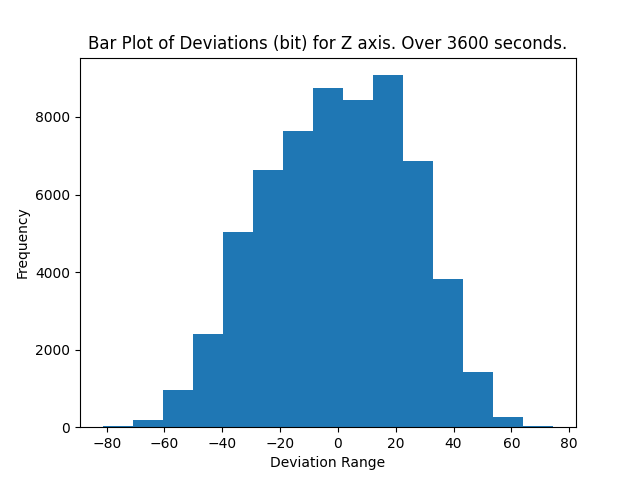 Bar Plot of Deviations (bit) for Z axis. Over 3600 seconds.
8000
6000
4000
2000
0
Frequency
−80 −60 −40 −20 0 20 40 60 80
Deviation Range